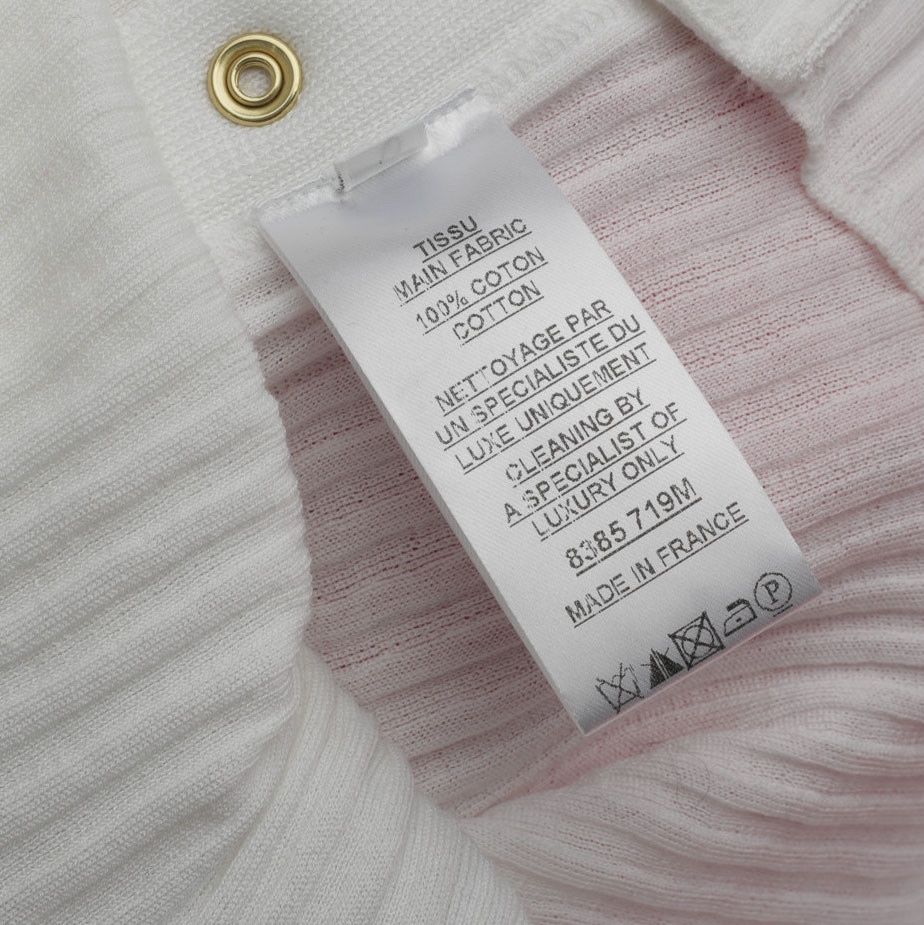 TISSU
MAIN FABRIC
100% COTON
COTTON
NETTOYAGE PAR
UN SPECIALISTE DU
LUXE UNIQUEMENT
CLEANING BY
A SPECIALIST OF
LUXURY ONLY
8385 719M
MADE IN FRANCE
P